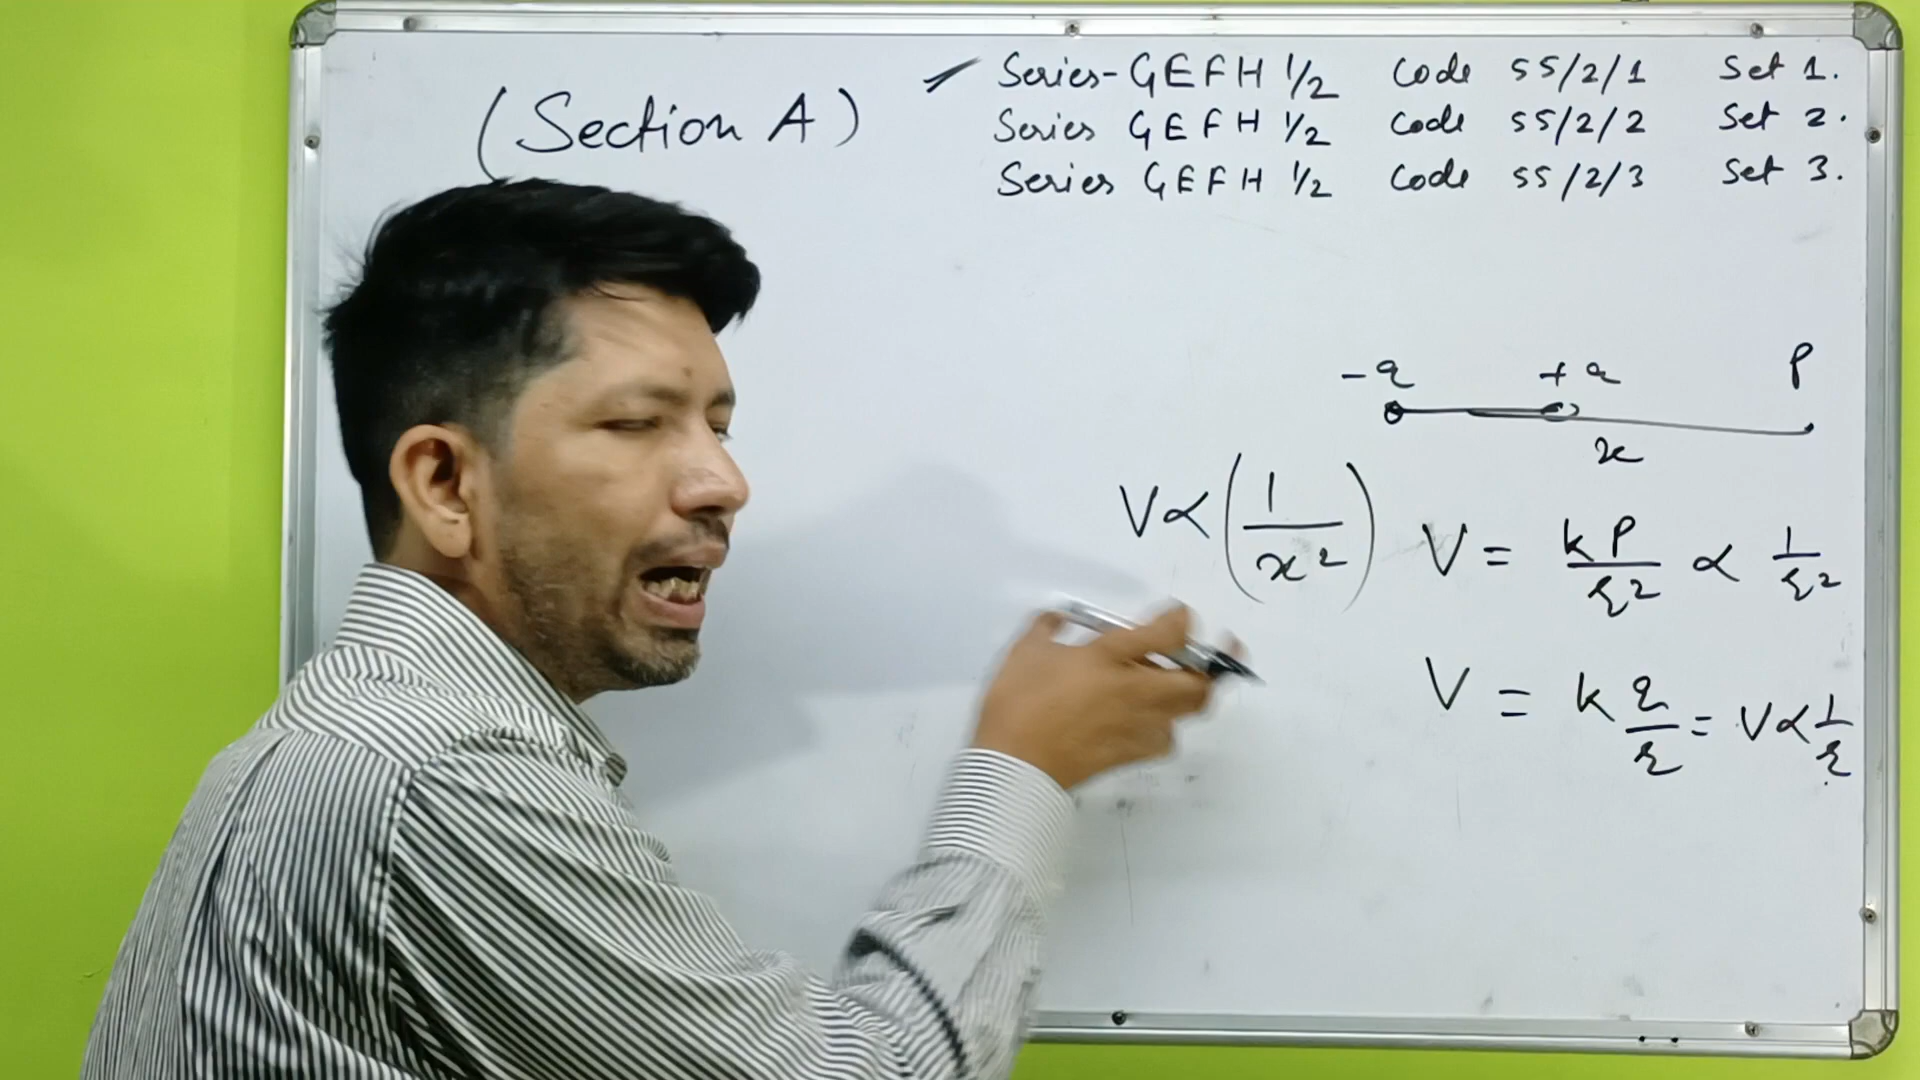 (Section A)
Series-GEFH 1/2 Code 55/2/1 Set 1.
Series GEFH 1/2 Code 55/2/2 Set 2.
Series GEFH 1/2 Code 55/2/3 Set 3.
-q +q P
x
V∝(1/x²) V = kP/r² ∝ 1/r²
V = k q/r = V∝1/r